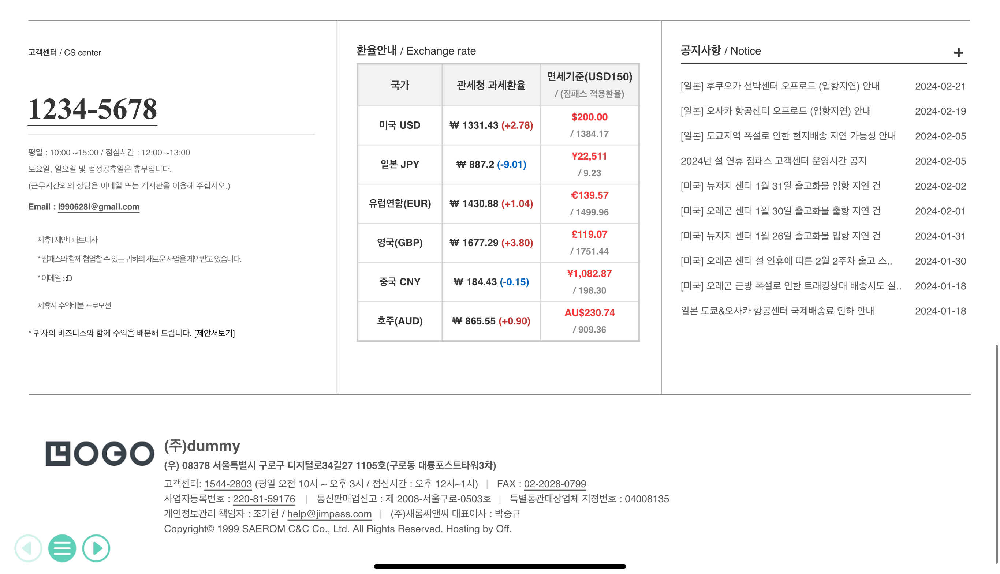 고객센터 / CS center
1234-5678
평일 : 10:00 ~15:00 / 점심시간 : 12:00 ~13:00
토요일, 일요일 및 법정공휴일은 휴무입니다.
(근무시간외의 상담은 이메일 또는 게시판을 이용해 주십시오.)
Email : l990628l@gmail.com
제휴 l 제안 l 파트너사
* 짐패스와 함께 협업할 수 있는 귀하의 새로운 사업을 제안받고 있습니다.
* 이메일 : :D
제휴사 수익배분 프로모션
* 귀사의 비즈니스와 함께 수익을 배분해 드립니다. [제안서보기]
환율안내 / Exchange rate
국가 관세청 과세환율 면세기준(USD150)
/ (짐패스 적용환율)
미국 USD ₩ 1331.43 (+2.78) $200.00
/ 1384.17
일본 JPY ₩ 887.2 (-9.01) ¥22,511
/ 9.23
유럽연합(EUR) ₩ 1430.88 (+1.04) €139.57
/ 1499.96
영국(GBP) ₩ 1677.29 (+3.80) £119.07
/ 1751.44
중국 CNY ₩ 184.43 (-0.15) ¥1,082.87
/ 198.30
호주(AUD) ₩ 865.55 (+0.90) AU$230.74
/ 909.36
공지사항 / Notice +
[일본] 후쿠오카 선박센터 오프로드 (입항지연) 안내 2024-02-21
[일본] 오사카 항공센터 오프로드 (입항지연) 안내 2024-02-19
[일본] 도쿄지역 폭설로 인한 현지배송 지연 가능성 안내 2024-02-05
2024년 설 연휴 짐패스 고객센터 운영시간 공지 2024-02-05
[미국] 뉴저지 센터 1월 31일 출고화물 입항 지연 건 2024-02-02
[미국] 오레곤 센터 1월 30일 출고화물 출항 지연 건 2024-02-01
[미국] 뉴저지 센터 1월 26일 출고화물 입항 지연 건 2024-01-31
[미국] 오레곤 센터 설 연휴에 따른 2월 2주차 출고 스.. 2024-01-30
[미국] 오레곤 근방 폭설로 인한 트래킹상태 배송시도 실.. 2024-01-18
일본 도쿄&오사카 항공센터 국제배송료 인하 안내 2024-01-18
LOGO
(주)dummy
(우) 08378 서울특별시 구로구 디지털로34길27 1105호(구로동 대륭포스트타워3차)
고객센터: 1544-2803 (평일 오전 10시 ~ 오후 3시 / 점심시간 : 오후 12시~1시) | FAX : 02-2028-0799
사업자등록번호 : 220-81-59176 | 통신판매업신고 : 제 2008-서울구로-0503호 | 특별통관대상업체 지정번호 : 04008135
개인정보관리 책임자 : 조기현 / help@jimpass.com | (주)새롬씨앤씨 대표이사 : 박중규
Copyright© 1999 SAEROM C&C Co., Ltd. All Rights Reserved. Hosting by Off.